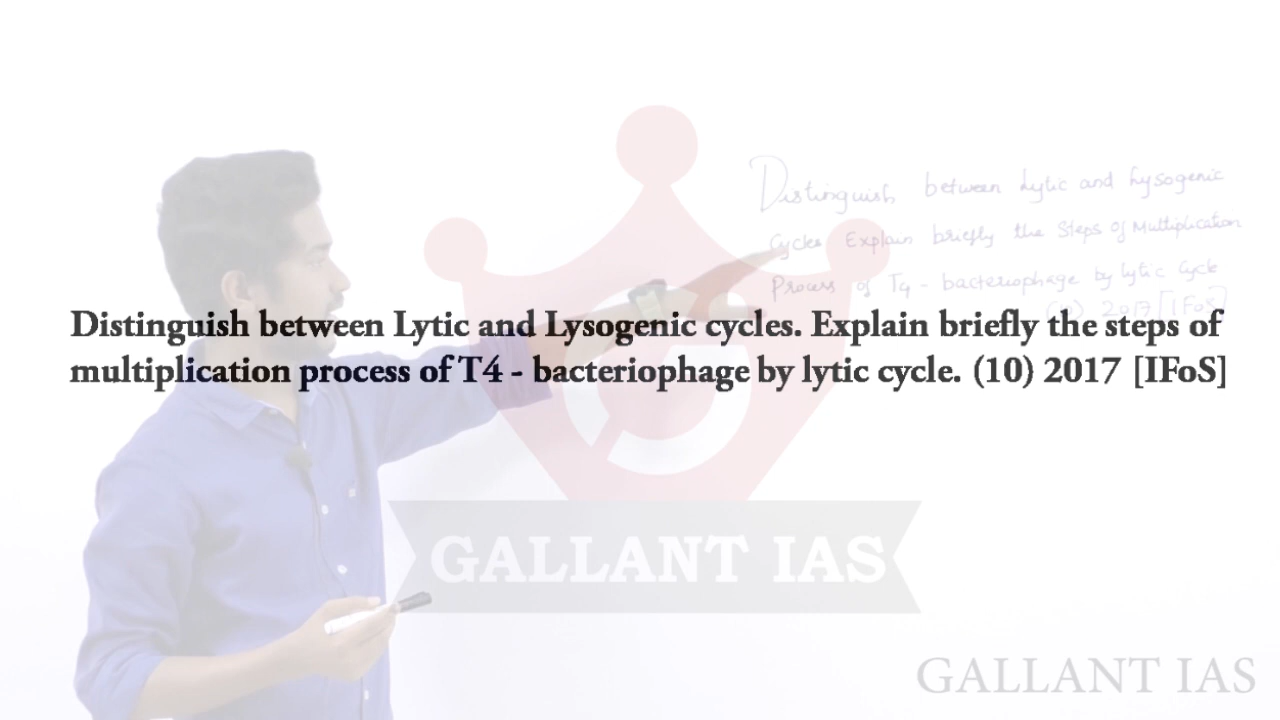 Distinguish between Lytic and Lysogenic
Cycles Explain briefly the Steps of Multiplication
Process of T4 - bacteriophage by lytic Cycle
(10) 2017 [IFoS]
Distinguish between Lytic and Lysogenic cycles. Explain briefly the steps of
multiplication process of T4 - bacteriophage by lytic cycle. (10) 2017 [IFoS]
GALLANT IAS
GALLANT IAS